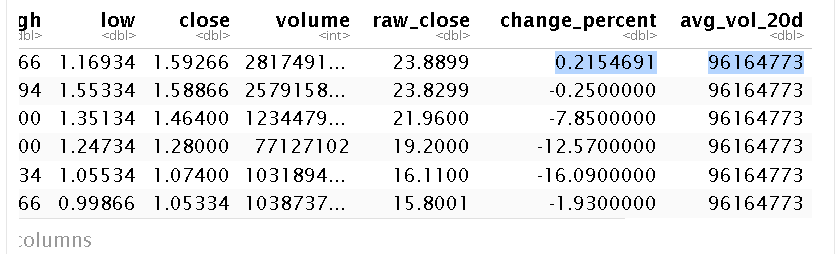 gh low close volume raw_close change_percent avg_vol_20d
<dbl> <dbl> <dbl> <int> <dbl> <dbl> <dbl>
66 1.16934 1.59266 2817491... 23.8899 0.2154691 96164773
94 1.55334 1.58866 2579158... 23.8299 -0.2500000 96164773
00 1.35134 1.46400 1234479... 21.9600 -7.8500000 96164773
00 1.24734 1.28000 77127102 19.2000 -12.5700000 96164773
34 1.05534 1.07400 1031894... 16.1100 -16.0900000 96164773
66 0.99866 1.05334 1038737... 15.8001 -1.9300000 96164773
columns